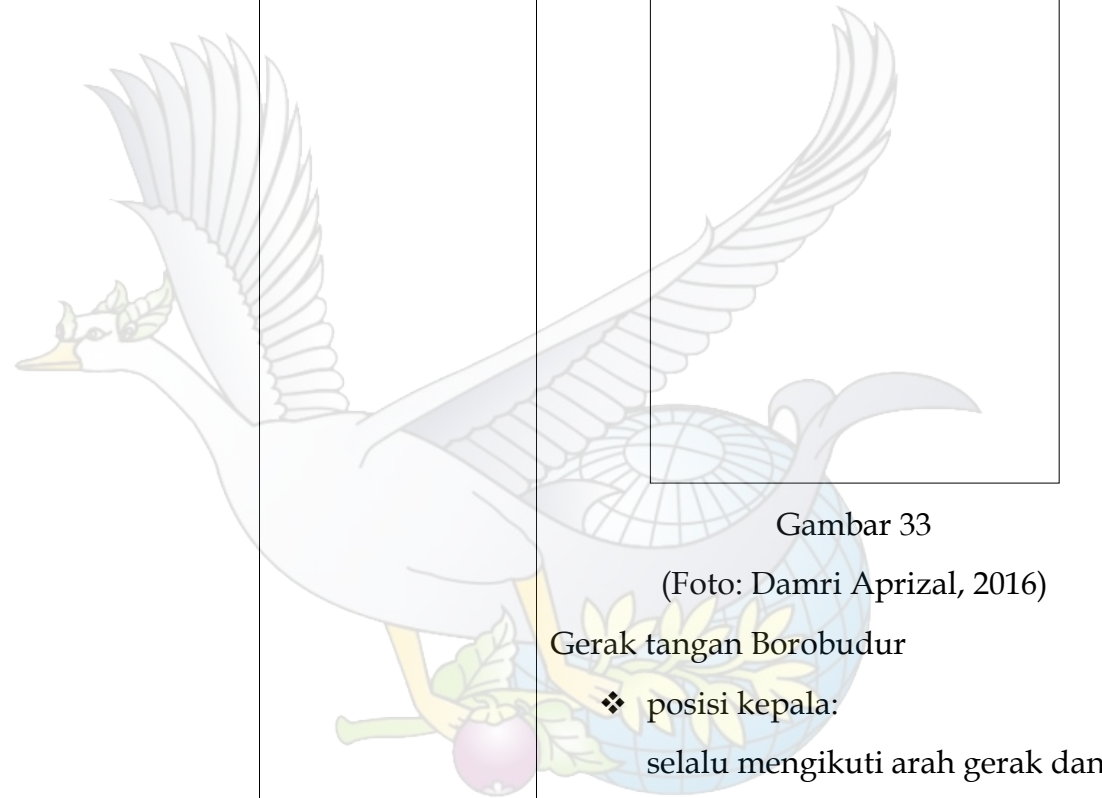 Gambar 33
(Foto: Damri Aprizal, 2016)
Gerak tangan Borobudur
❖ posisi kepala:
selalu mengikuti arah gerak dan